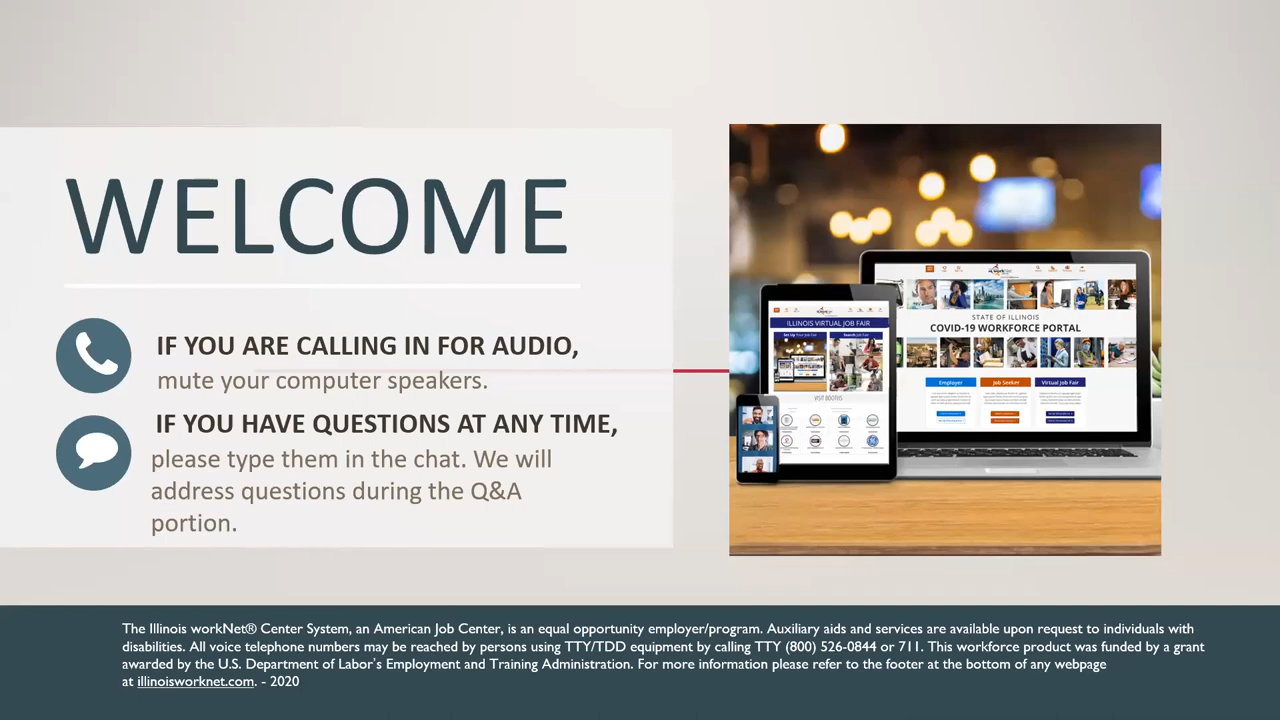 WELCOME
IF YOU ARE CALLING IN FOR AUDIO,
mute your computer speakers.
IF YOU HAVE QUESTIONS AT ANY TIME,
please type them in the chat. We will
address questions during the Q&A
portion.
ILLINOIS VIRTUAL JOB FAIR
VISIT BOOTHS
STATE OF ILLINOIS
COVID-19 WORKFORCE PORTAL
Employer
Job Seeker
Virtual Job Fair
The Illinois workNet® Center System, an American Job Center, is an equal opportunity employer/program. Auxiliary aids and services are available upon request to individuals with
disabilities. All voice telephone numbers may be reached by persons using TTY/TDD equipment by calling TTY (800) 526-0844 or 711. This workforce product was funded by a grant
awarded by the U.S. Department of Labor's Employment and Training Administration. For more information please refer to the footer at the bottom of any webpage
at illinoisworknet.com. - 2020